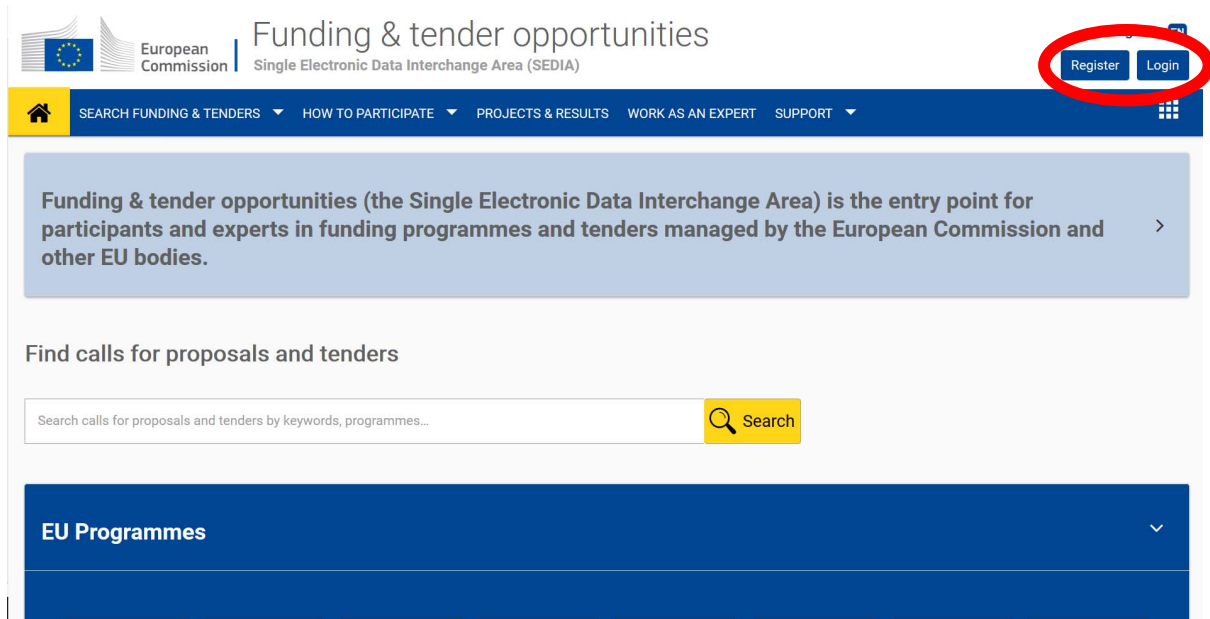 European
Commission
Funding & tender opportunities
Single Electronic Data Interchange Area (SEDIA)
EN
Register Login
SEARCH FUNDING & TENDERS HOW TO PARTICIPATE PROJECTS & RESULTS WORK AS AN EXPERT SUPPORT
Funding & tender opportunities (the Single Electronic Data Interchange Area) is the entry point for
participants and experts in funding programmes and tenders managed by the European Commission and
other EU bodies.
Find calls for proposals and tenders
Search calls for proposals and tenders by keywords, programmes...
Search
EU Programmes